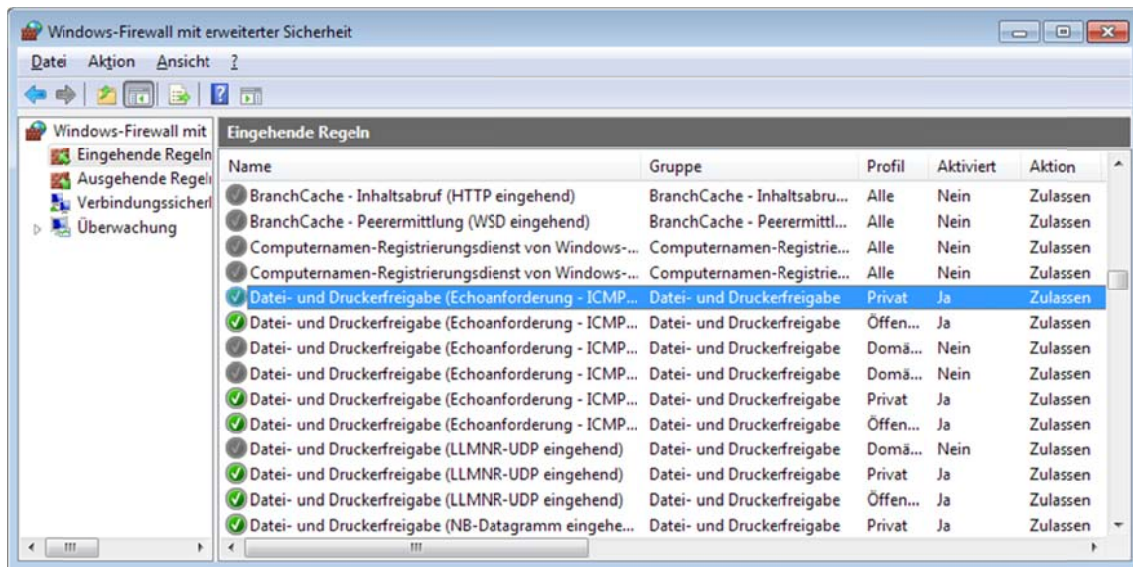 Windows-Firewall mit erweiterter Sicherheit
Datei Aktion Ansicht ?
Windows-Firewall mit
Eingehende Regeln
Ausgehende Regel
Verbindungssicherl
Überwachung
Eingehende Regeln
Name Gruppe Profil Aktiviert Aktion
BranchCache - Inhaltsabruf (HTTP eingehend) BranchCache - Inhaltsabru... Alle Nein Zulassen
BranchCache - Peerermittlung (WSD eingehend) BranchCache - Peerermittl... Alle Nein Zulassen
Computernamen-Registrierungsdienst von Windows-... Computernamen-Registrie... Alle Nein Zulassen
Computernamen-Registrierungsdienst von Windows-... Computernamen-Registrie... Alle Nein Zulassen
Datei- und Druckerfreigabe (Echoanforderung - ICMP... Datei- und Druckerfreigabe Privat Ja Zulassen
Datei- und Druckerfreigabe (Echoanforderung - ICMP... Datei- und Druckerfreigabe Öffen... Ja Zulassen
Datei- und Druckerfreigabe (Echoanforderung - ICMP... Datei- und Druckerfreigabe Domä... Nein Zulassen
Datei- und Druckerfreigabe (Echoanforderung - ICMP... Datei- und Druckerfreigabe Domä... Nein Zulassen
Datei- und Druckerfreigabe (Echoanforderung - ICMP... Datei- und Druckerfreigabe Privat Ja Zulassen
Datei- und Druckerfreigabe (Echoanforderung - ICMP... Datei- und Druckerfreigabe Öffen... Ja Zulassen
Datei- und Druckerfreigabe (LLMNR-UDP eingehend) Datei- und Druckerfreigabe Domä... Nein Zulassen
Datei- und Druckerfreigabe (LLMNR-UDP eingehend) Datei- und Druckerfreigabe Privat Ja Zulassen
Datei- und Druckerfreigabe (LLMNR-UDP eingehend) Datei- und Druckerfreigabe Öffen... Ja Zulassen
Datei- und Druckerfreigabe (NB-Datagramm eingehe... Datei- und Druckerfreigabe Privat Ja Zulassen